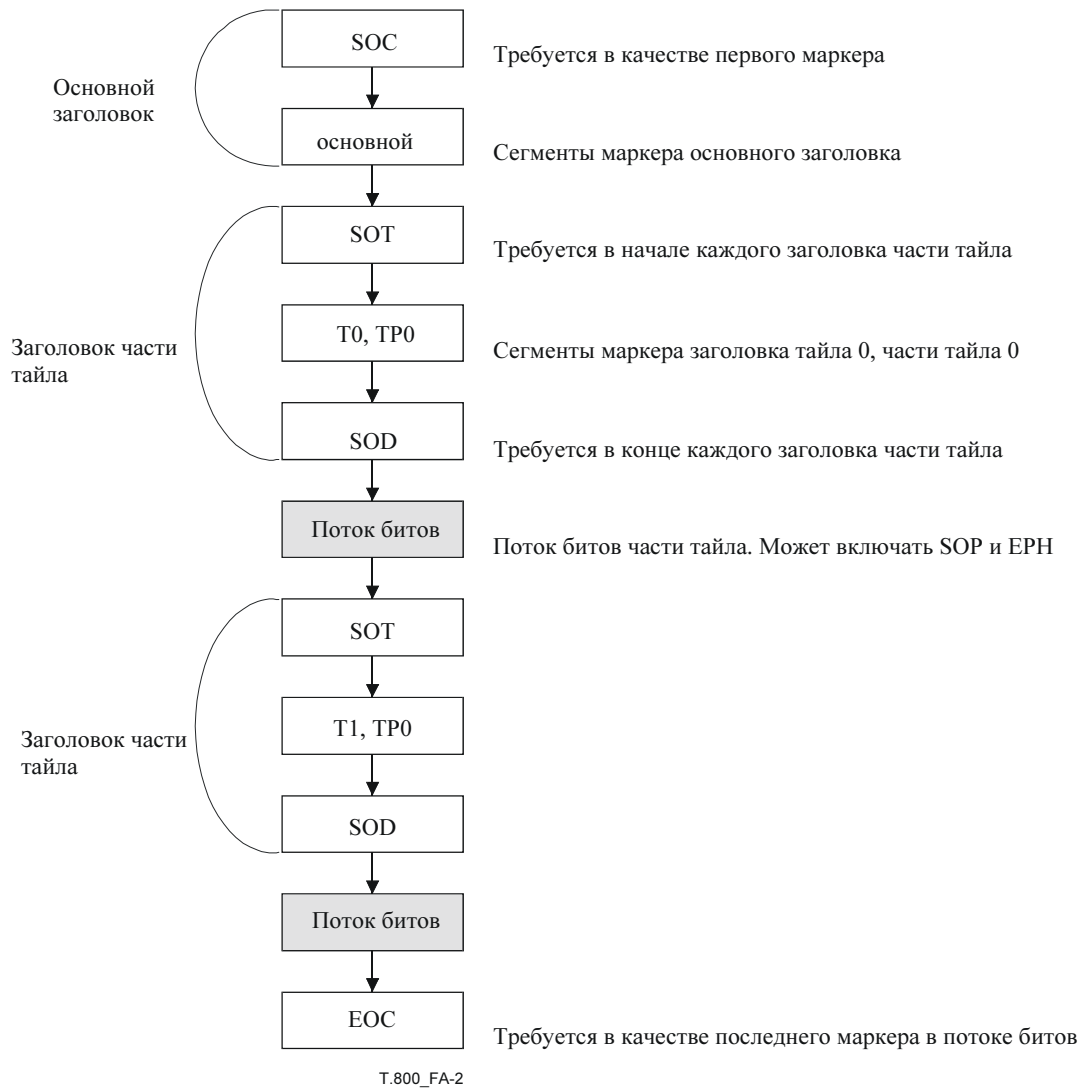 SOC
Требуется в качестве первого маркера
Основной
заголовок
основной
Сегменты маркера основного заголовка
SOT
Требуется в начале каждого заголовка части тайла
T0, TP0
Заголовок части
тайла
Сегменты маркера заголовка тайла 0, части тайла 0
SOD
Требуется в конце каждого заголовка части тайла
Поток битов
Поток битов части тайла. Может включать SOP и EPH
SOT
T1, TP0
Заголовок части
тайла
SOD
Поток битов
EOC
Требуется в качестве последнего маркера в потоке битов
T.800_FA-2